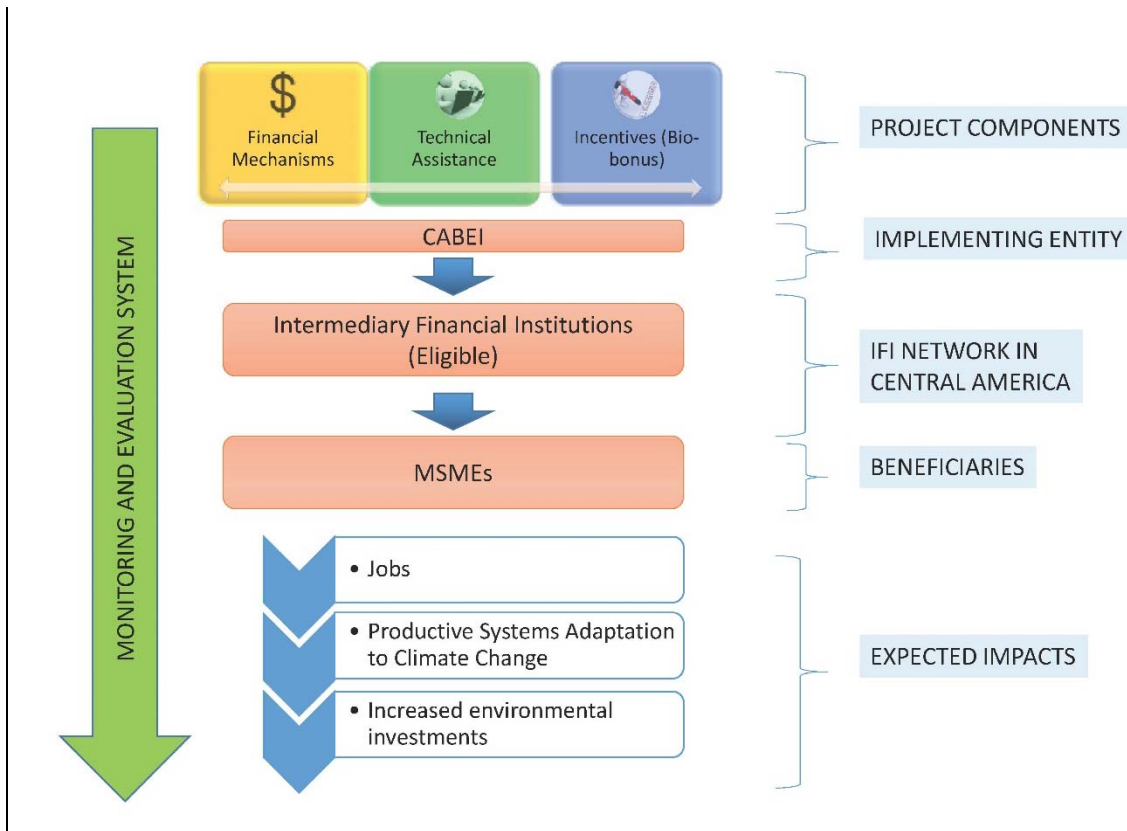 $
Financial
Mechanisms
Technical
Assistance
Incentives (Bio-
bonus)
PROJECT COMPONENTS
CABEI
IMPLEMENTING ENTITY
Intermediary Financial Institutions
(Eligible)
IFI NETWORK IN
CENTRAL AMERICA
MSMEs
BENEFICIARIES
• Jobs
• Productive Systems Adaptation
to Climate Change
• Increased environmental
investments
EXPECTED IMPACTS
MONITORING AND EVALUATION SYSTEM